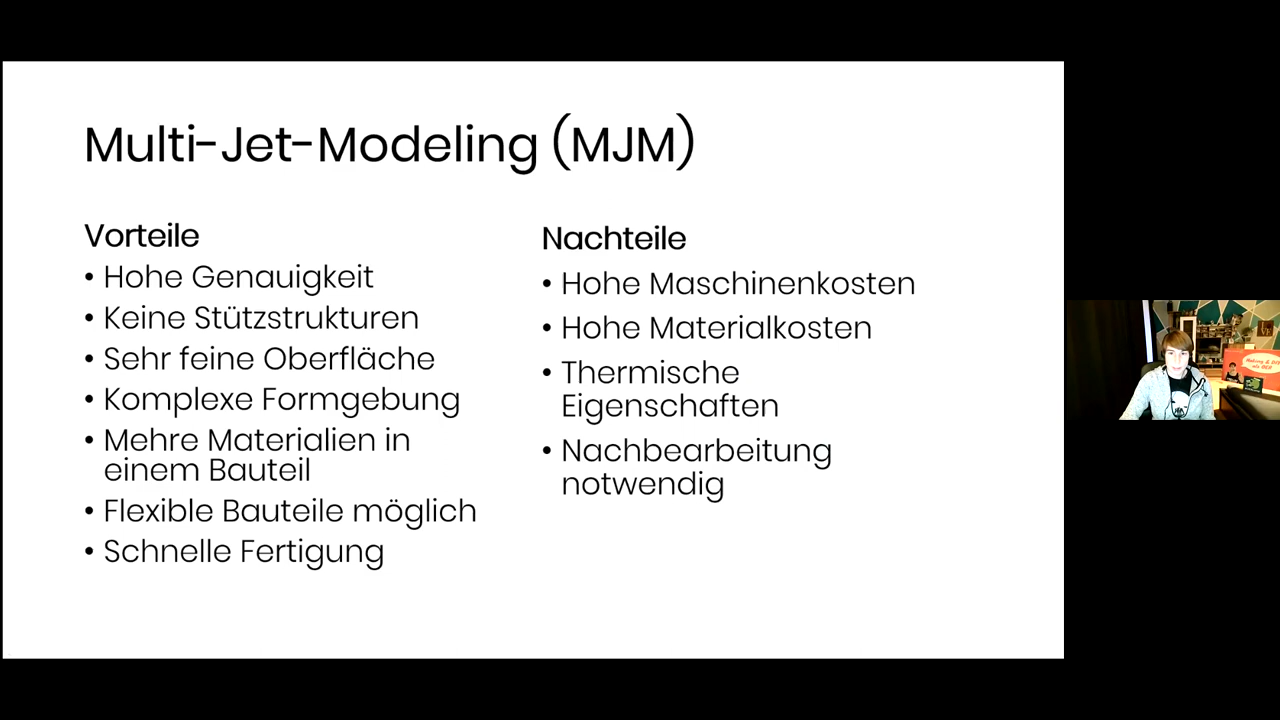 Multi-Jet-Modeling (MJM)
Vorteile
• Hohe Genauigkeit
• Keine Stützstrukturen
• Sehr feine Oberfläche
• Komplexe Formgebung
• Mehre Materialien in
einem Bauteil
• Flexible Bauteile möglich
• Schnelle Fertigung
Nachteile
• Hohe Maschinenkosten
• Hohe Materialkosten
• Thermische
Eigenschaften
• Nachbearbeitung
notwendig